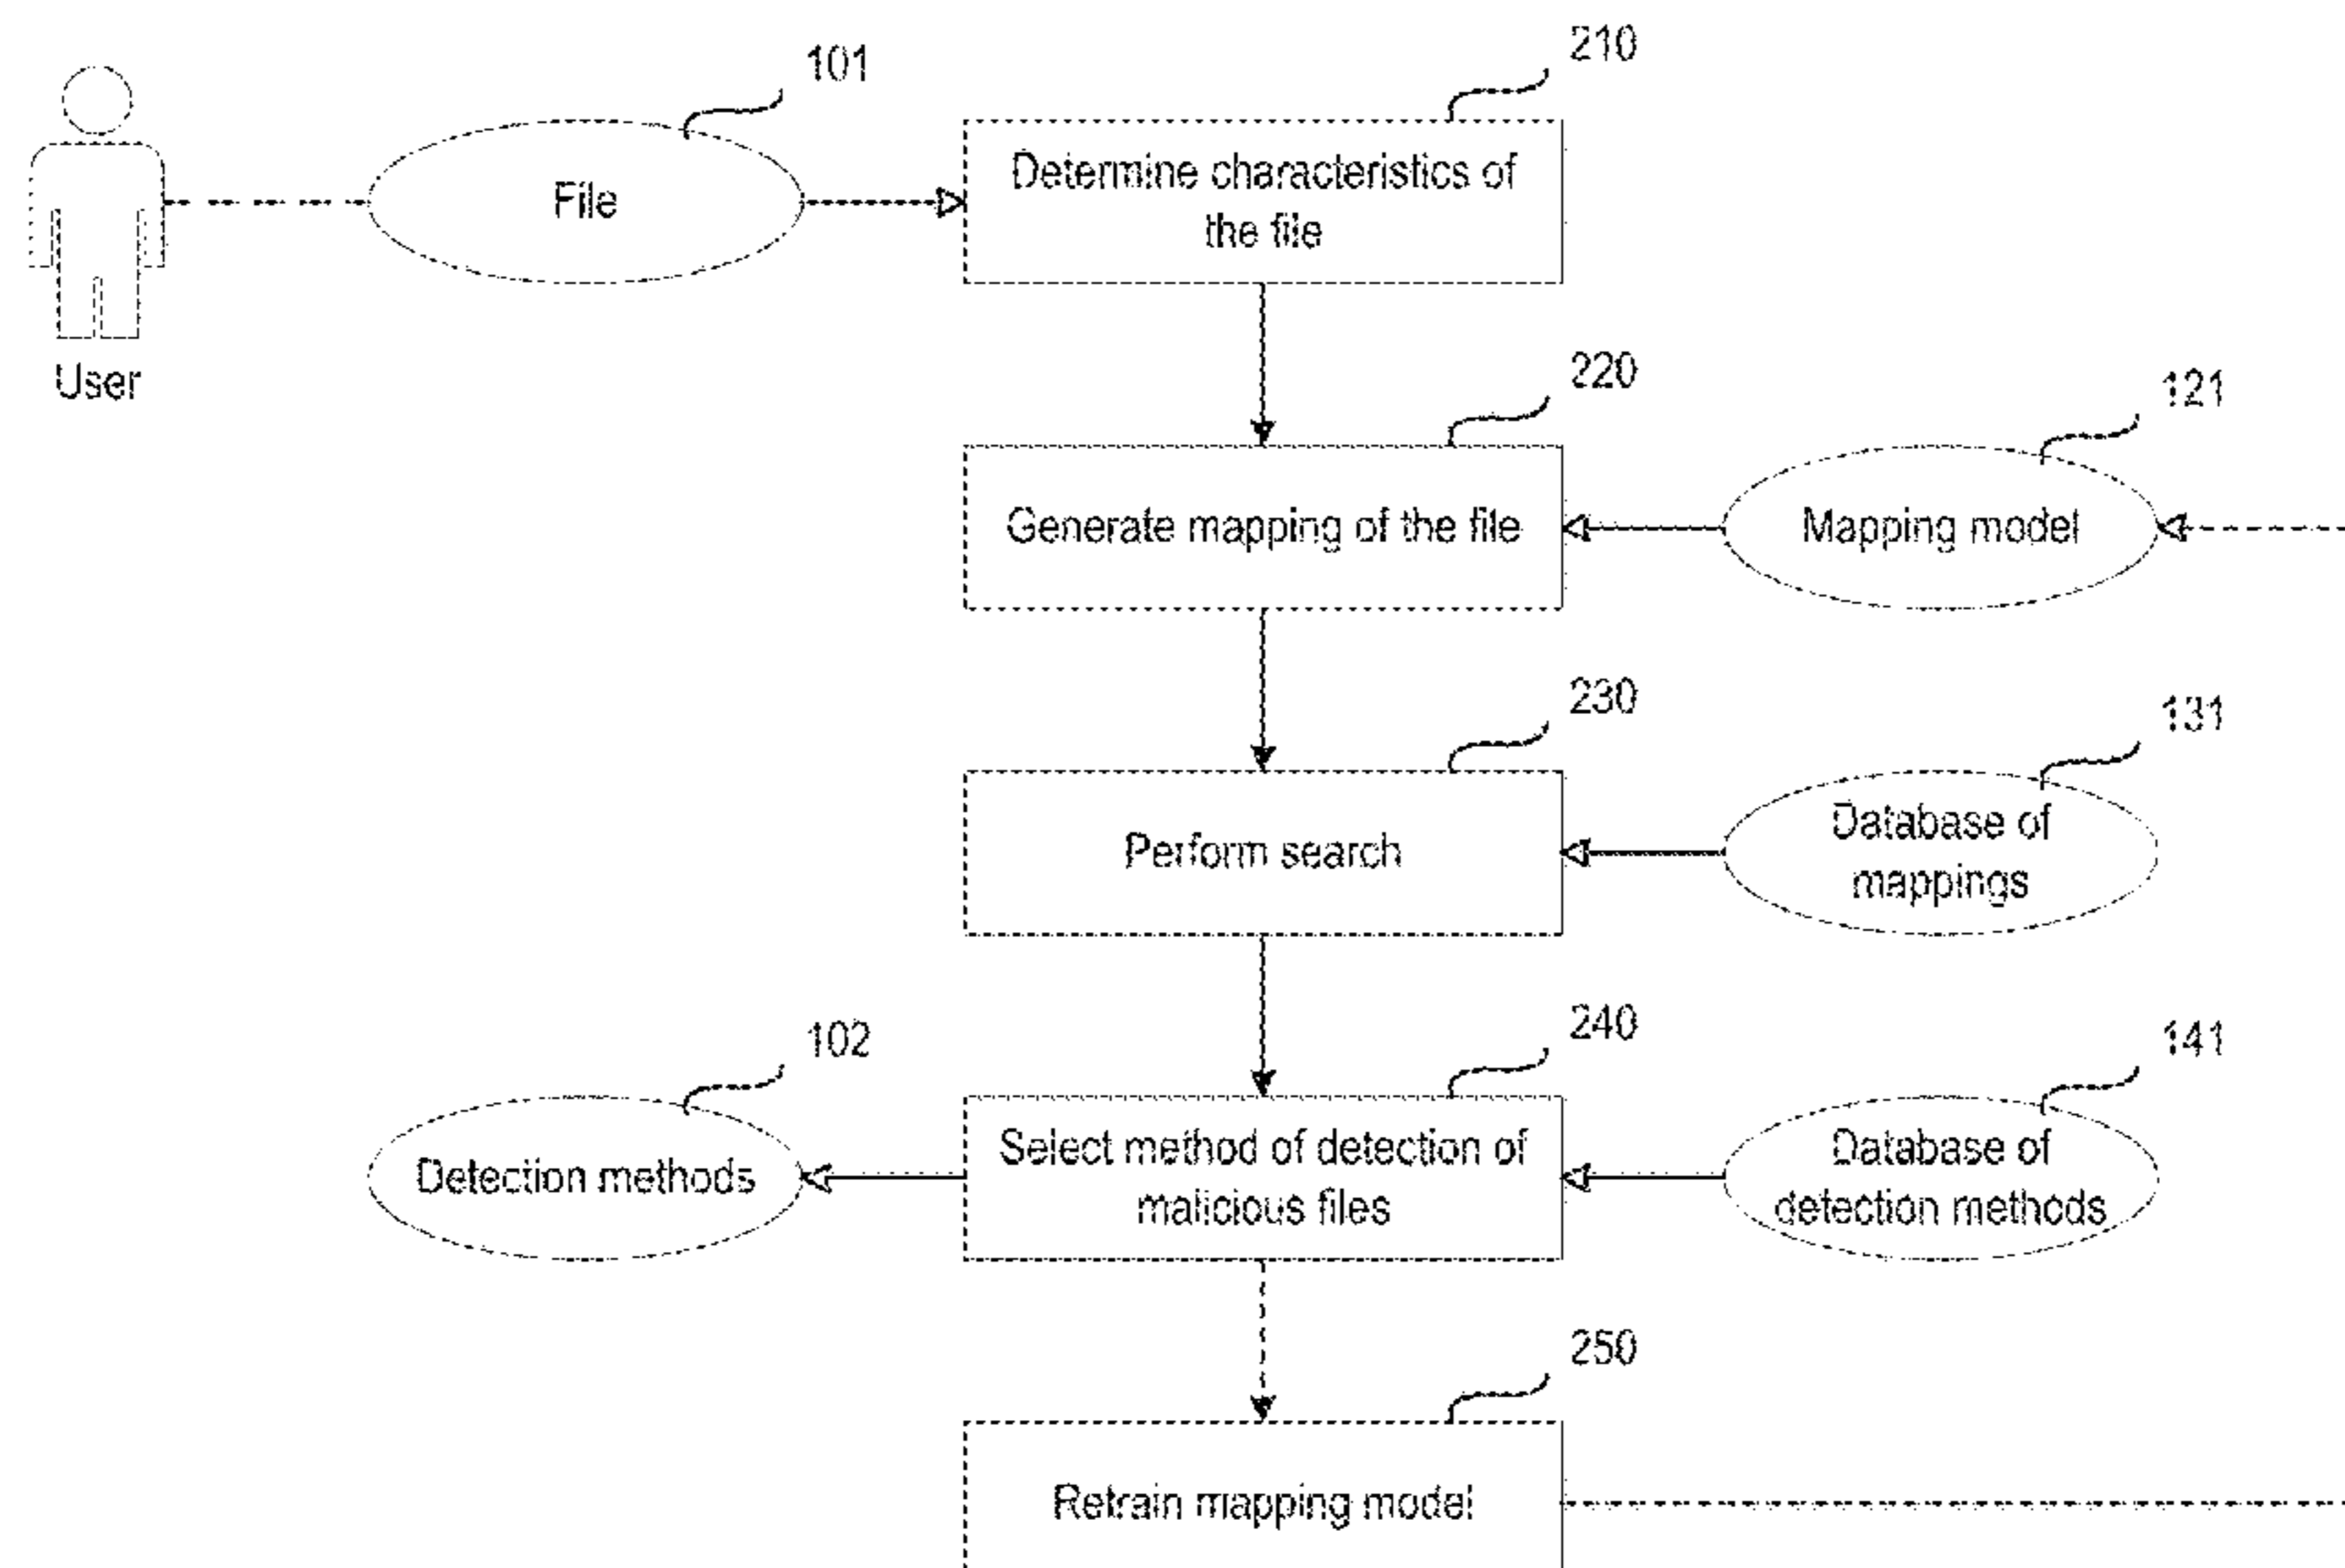 101
210
File
Determine characteristics of
the file
User
220
121
Generate mapping of the file
Mapping model
230
131
Perform search
Database of
mappings
102
240
141
Detection methods
Select method of detection of
malicious files
Database of
detection methods
250
Retrain mapping model